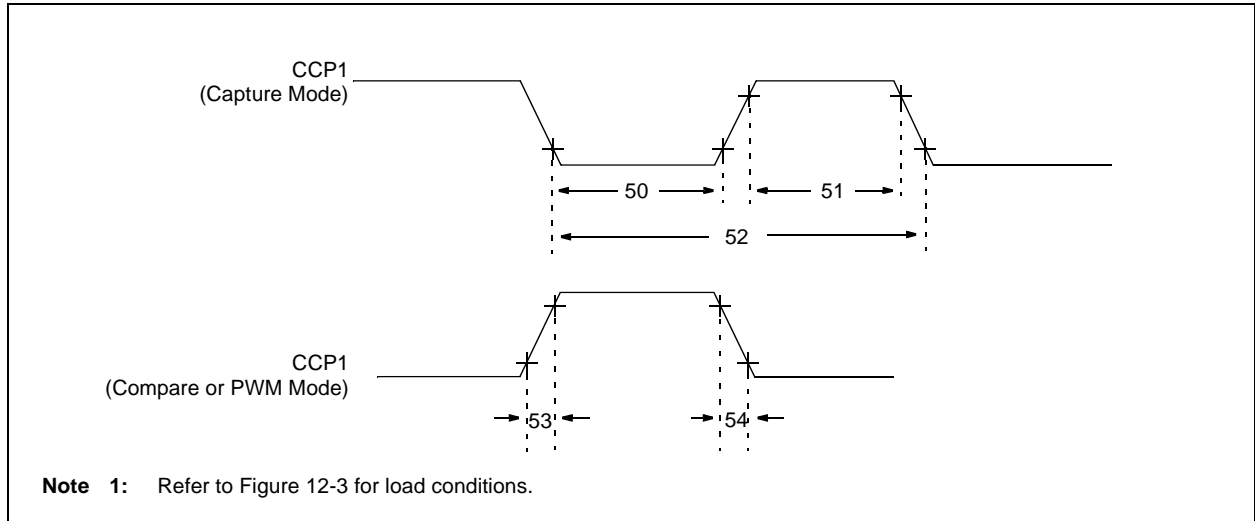 CCP1
(Capture Mode)
50
51
52
CCP1
(Compare or PWM Mode)
53
54
Note 1: Refer to Figure 12-3 for load conditions.